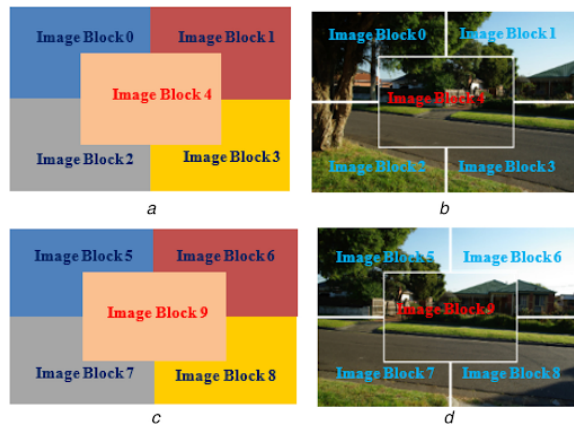 Image Block 0
Image Block 1
Image Block 4
Image Block 2
Image Block 3
a
Image Block 0
Image Block 1
Image Block 4
Image Block 2
Image Block 3
b
Image Block 5
Image Block 6
Image Block 9
Image Block 7
Image Block 8
c
Image Block 5
Image Block 6
Image Block 9
Image Block 7
Image Block 8
d